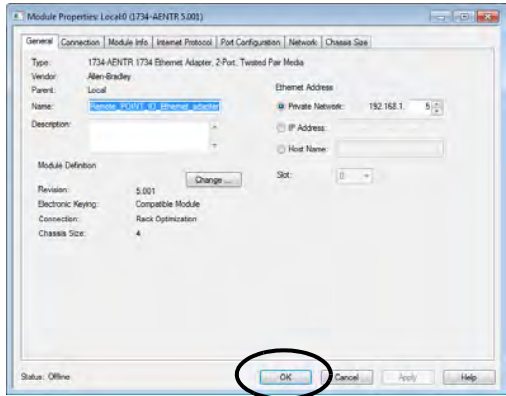 Module Properties: Local:0 (1734-AENTR 5.001)
General Connection Module Info Internet Protocol Port Configuration Network Chassis Size
Type: 1734-AENTR 1734 Ethernet Adapter, 2-Port, Twisted Pair Media
Vendor: Allen-Bradley
Parent: Local
Name: Remote_POINT_IO_Ethernet_adapter
Description:
Ethernet Address
Private Network: 192.168.1. 5
IP Address:
Host Name:
Slot: 0
Module Definition
Change ...
Revision: 5.001
Electronic Keying: Compatible Module
Connection: Rack Optimization
Chassis Size: 4
Status: Offline
OK Cancel Apply Help